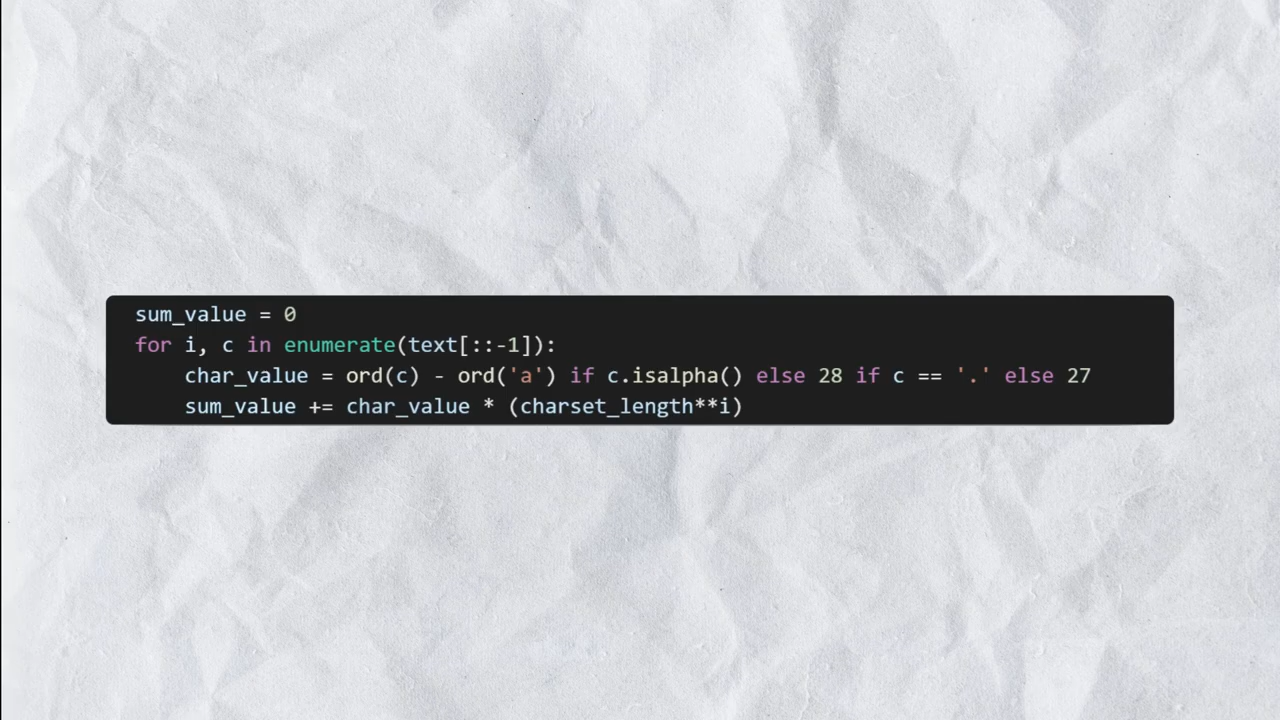 sum_value = 0
for i, c in enumerate(text[::-1]):
    char_value = ord(c) - ord('a') if c.isalpha() else 28 if c == '.' else 27
    sum_value += char_value * (charset_length**i)